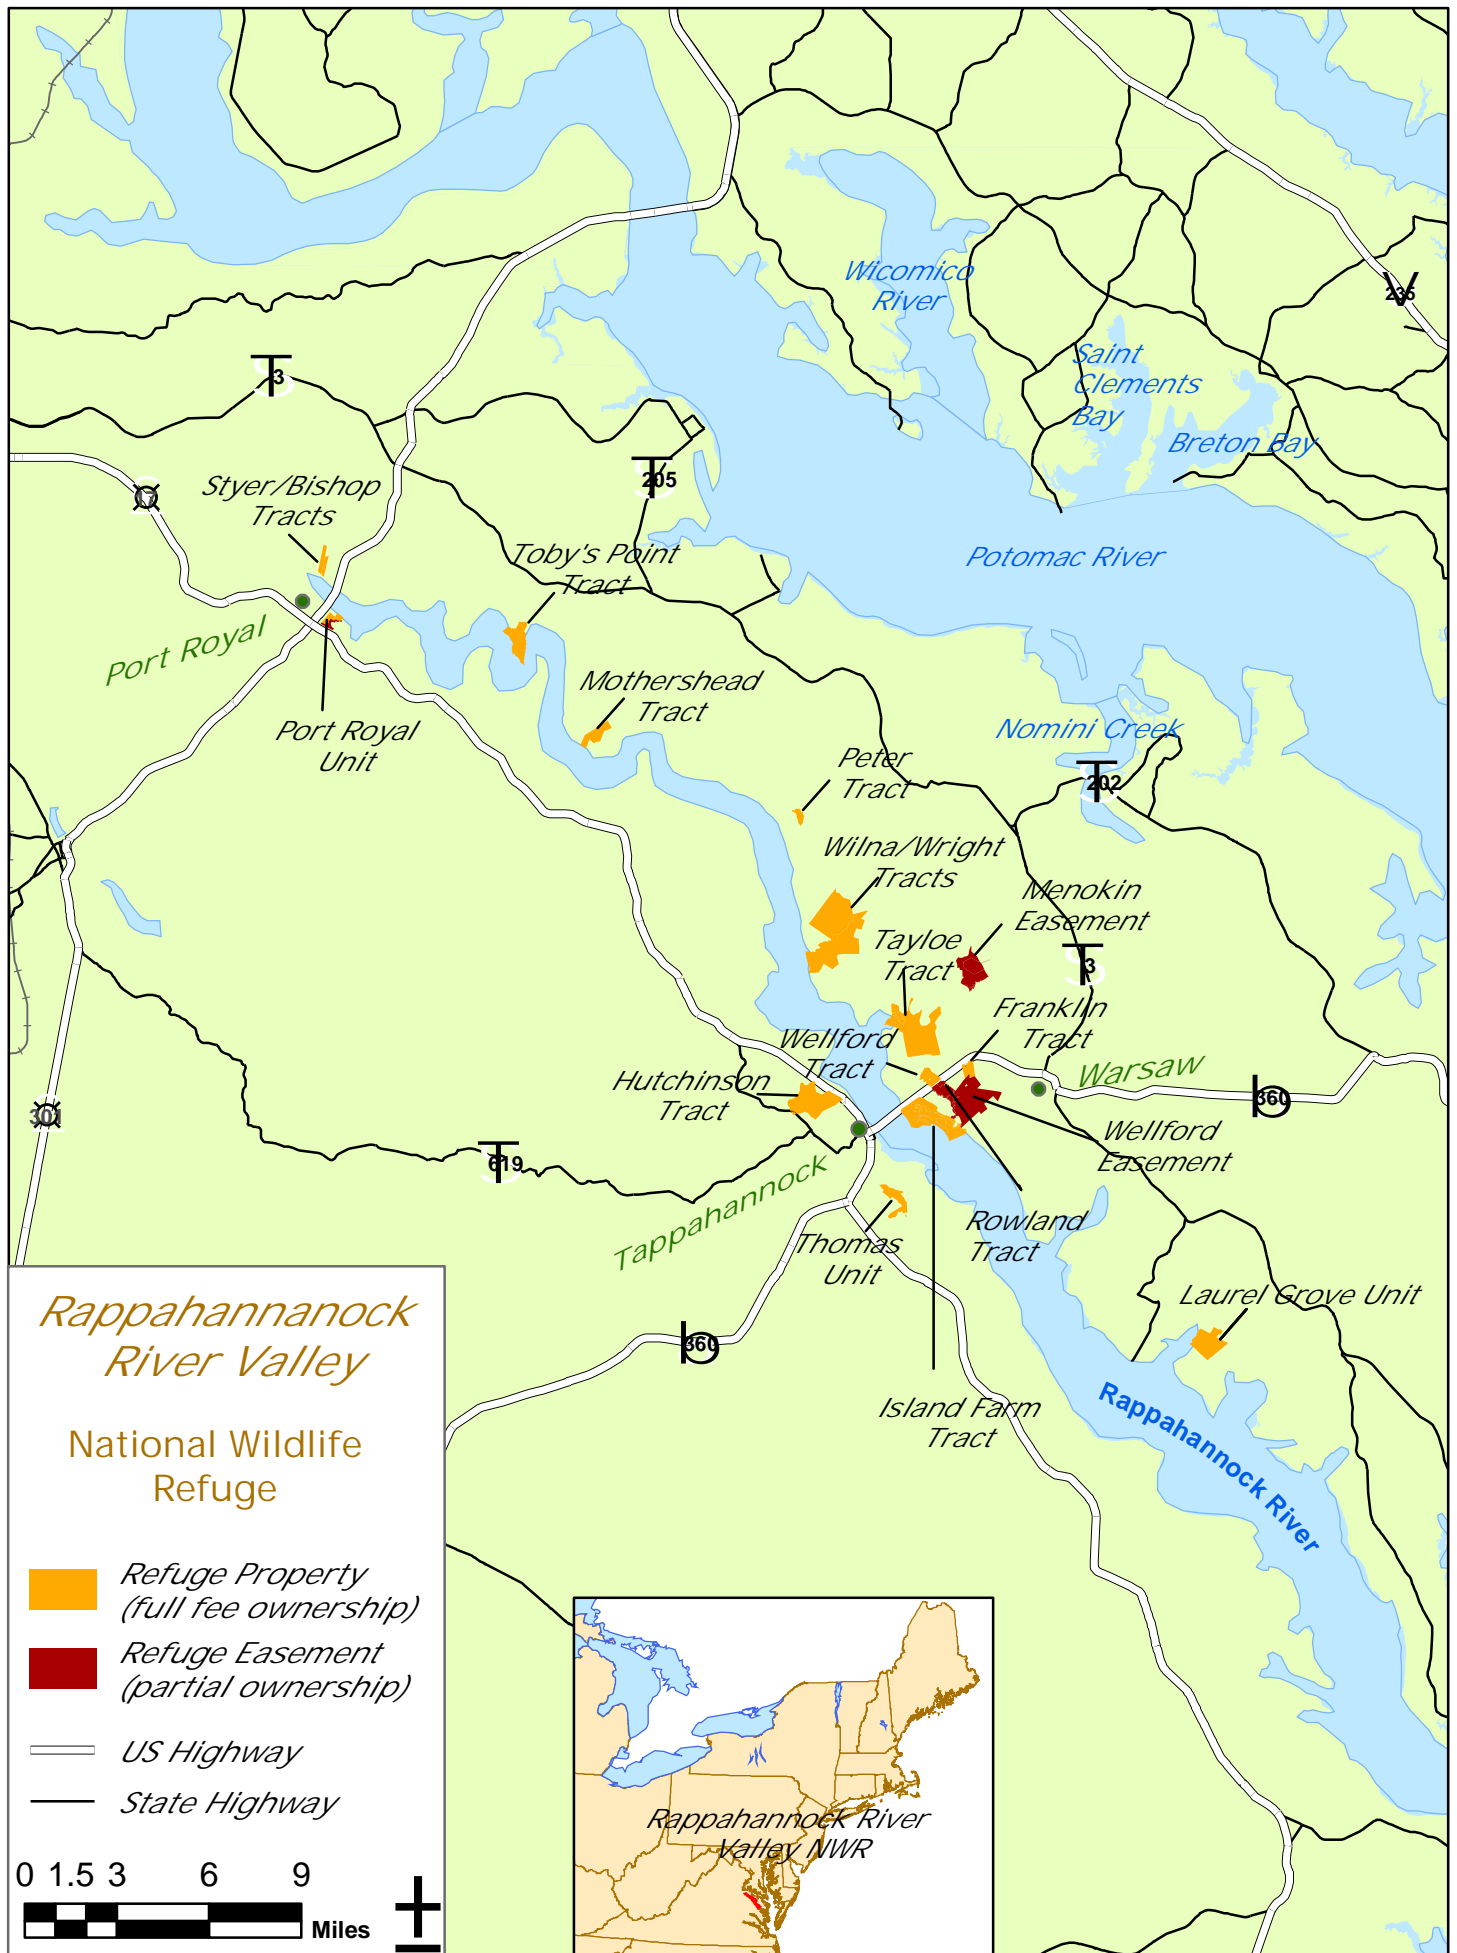 Wicomico
River
235
Saint
Clements
Bay
Breton Bay
3
205
17
Styer/Bishop
Tracts
Toby's Point
Tract
Potomac River
Port Royal
Mothershead
Tract
Port Royal
Unit
Nomini Creek
Peter
Tract
202
Wilna/Wright
Tracts
Menokin
Easement
Tayloe
Tract
3
Franklin
Tract
Wellford
Tract
Warsaw
Hutchinson
Tract
360
301
Wellford
Easement
619
Tappahannock
Rowland
Tract
Thomas
Unit
Laurel Grove Unit
360
Island Farm
Tract
Rappahannock River
Rappahannanock
River Valley
National Wildlife
Refuge
Refuge Property
(full fee ownership)
Refuge Easement
(partial ownership)
US Highway
State Highway
0 1.5 3 6 9
Miles
Rappahannock River
Valley NWR